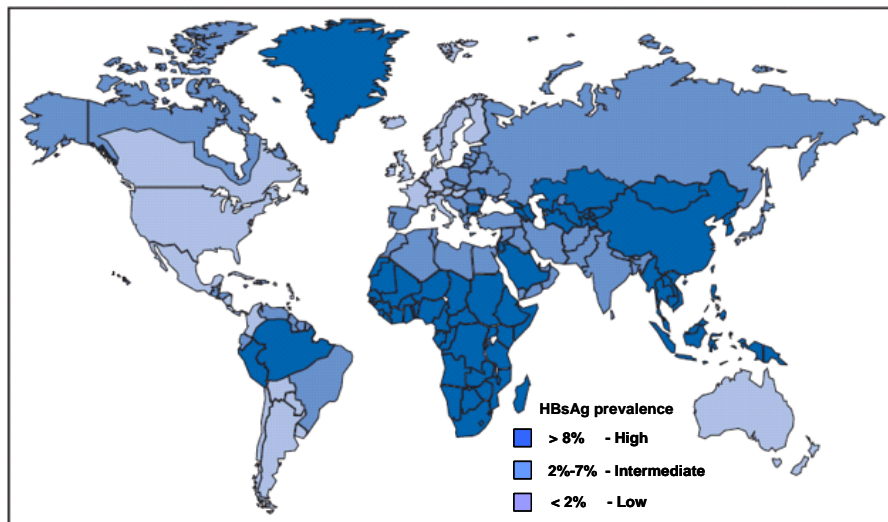 HBsAg prevalence
> 8% - High
2%-7% - Intermediate
< 2% - Low